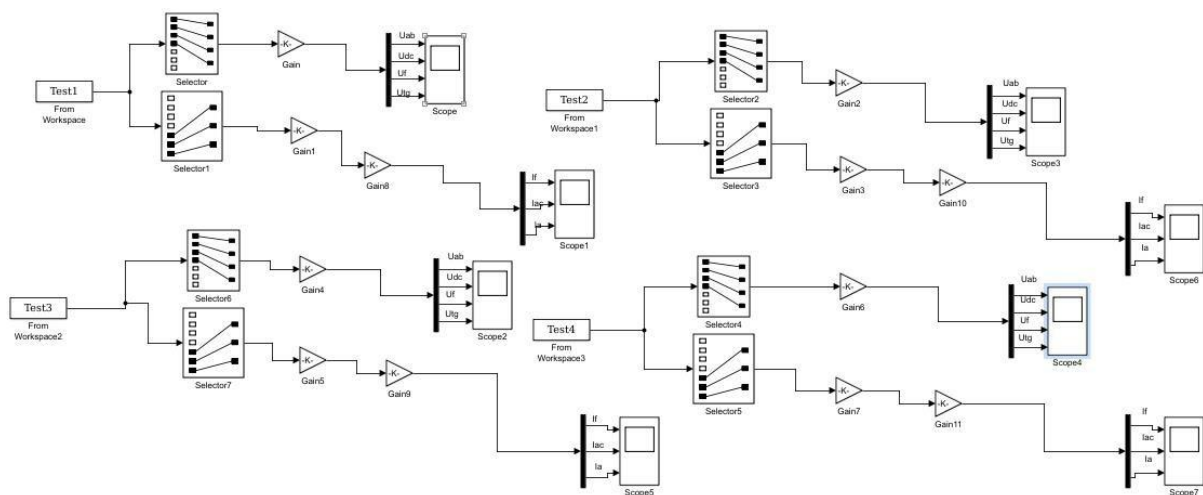 Test1
From
Workspace
Selector
-K-
Gain
Uab
Udc
Uf
Utg
Scope
Selector1
-K-
Gain1
-K-
Gain8
If
Iac
Ia
Scope1
Test2
From
Workspace1
Selector2
-K-
Gain2
Uab
Udc
Uf
Utg
Scope3
Selector3
-K-
Gain3
-K-
Gain10
If
Iac
Ia
Scope6
Test3
From
Workspace2
Selector6
-K-
Gain4
Uab
Udc
Uf
Utg
Scope2
Selector7
-K-
Gain5
-K-
Gain9
If
Iac
Ia
Scope5
Test4
From
Workspace3
Selector4
-K-
Gain6
Uab
Udc
Uf
Utg
Scope4
Selector5
-K-
Gain7
-K-
Gain11
If
Iac
Ia
Scope7